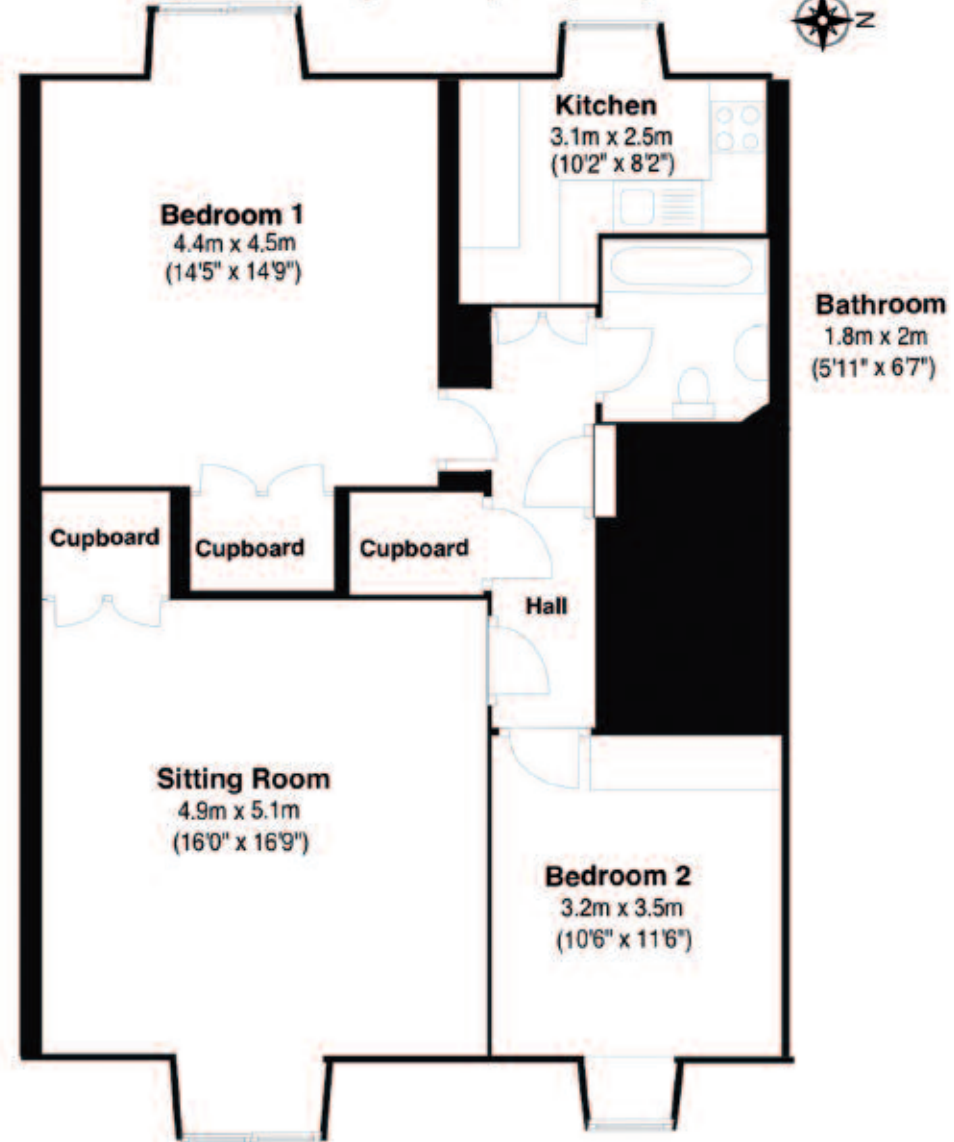 N
Kitchen
3.1m x 2.5m
(10'2" x 8'2")
Bedroom 1
4.4m x 4.5m
(14'5" x 14'9")
Bathroom
1.8m x 2m
(5'11" x 6'7")
Cupboard
Cupboard
Cupboard
Hall
Sitting Room
4.9m x 5.1m
(16'0" x 16'9")
Bedroom 2
3.2m x 3.5m
(10'6" x 11'6")